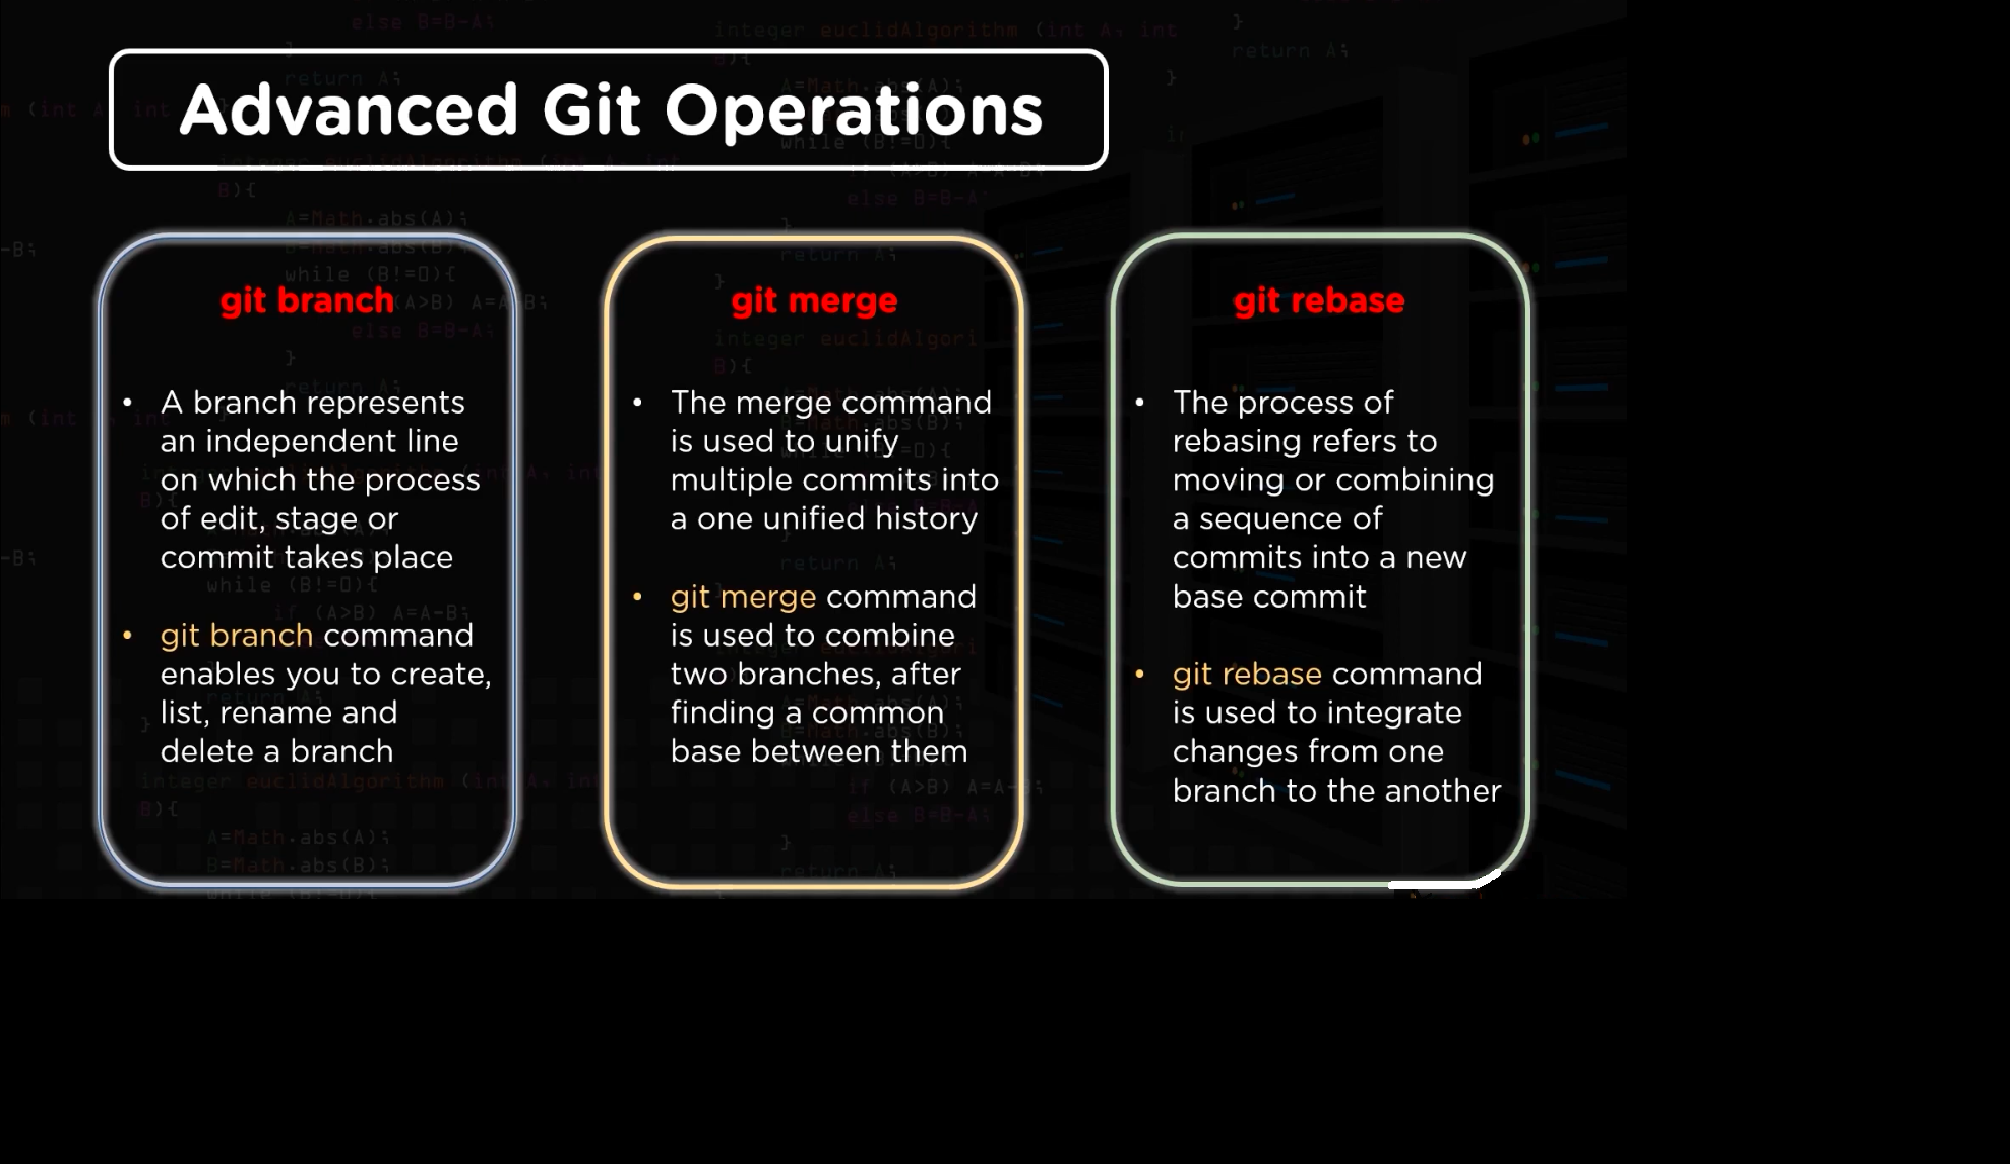 Advanced Git Operations
git branch
• A branch represents
an independent line
on which the process
of edit, stage or
commit takes place
• git branch command
enables you to create,
list, rename and
delete a branch
git merge
• The merge command
is used to unify
multiple commits into
a one unified history
• git merge command
is used to combine
two branches, after
finding a common
base between them
git rebase
• The process of
rebasing refers to
moving or combining
a sequence of
commits into a new
base commit
• git rebase command
is used to integrate
changes from one
branch to the another